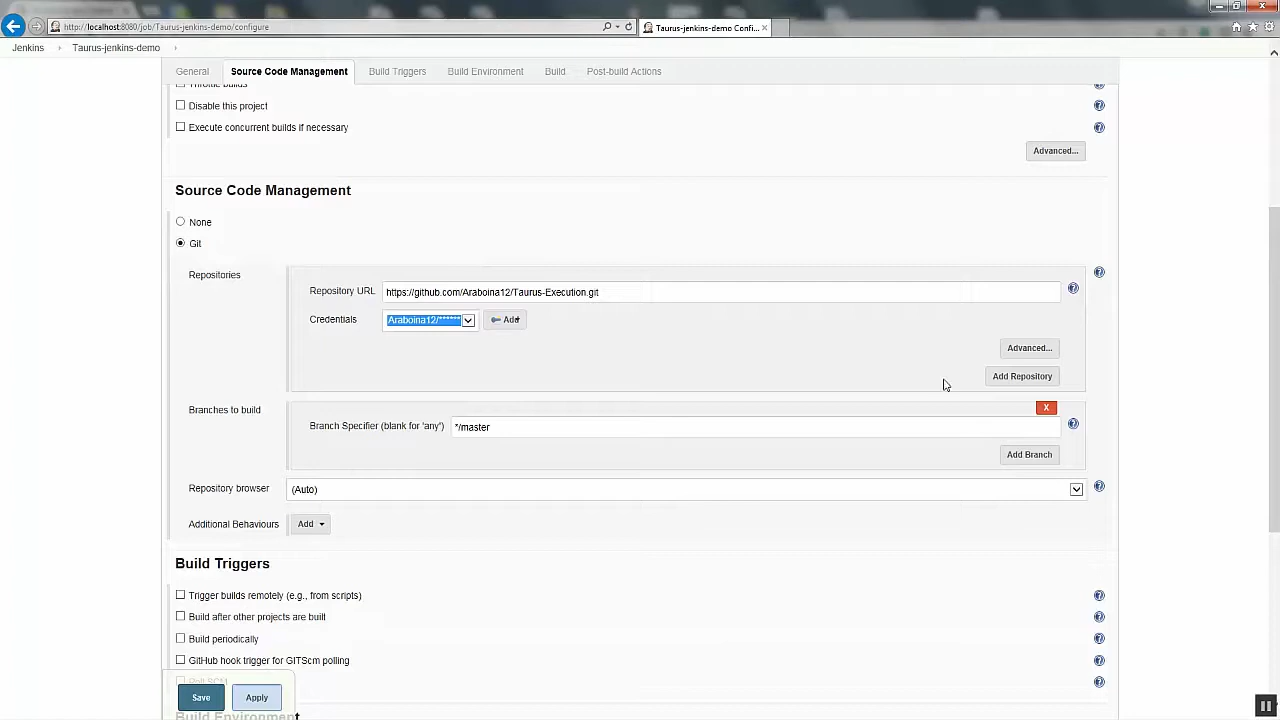 http://localhost:8080/job/Taurus-jenkins-demo/configure
Taurus-jenkins-demo Confi...
Jenkins
Taurus-jenkins-demo
General
Source Code Management
Build Triggers
Build Environment
Build
Post-build Actions
Throttle builds
Disable this project
Execute concurrent builds if necessary
Advanced...
Source Code Management
None
Git
Repositories
Repository URL
https://github.com/Araboina12/Taurus-Execution.git
Credentials
Araboina12/******
Add
Advanced...
Add Repository
Branches to build
X
Branch Specifier (blank for 'any')
*/master
Add Branch
Repository browser
(Auto)
Additional Behaviours
Add
Build Triggers
Trigger builds remotely (e.g., from scripts)
Build after other projects are built
Build periodically
GitHub hook trigger for GITScm polling
Poll SCM
Save
Apply
Build Environment